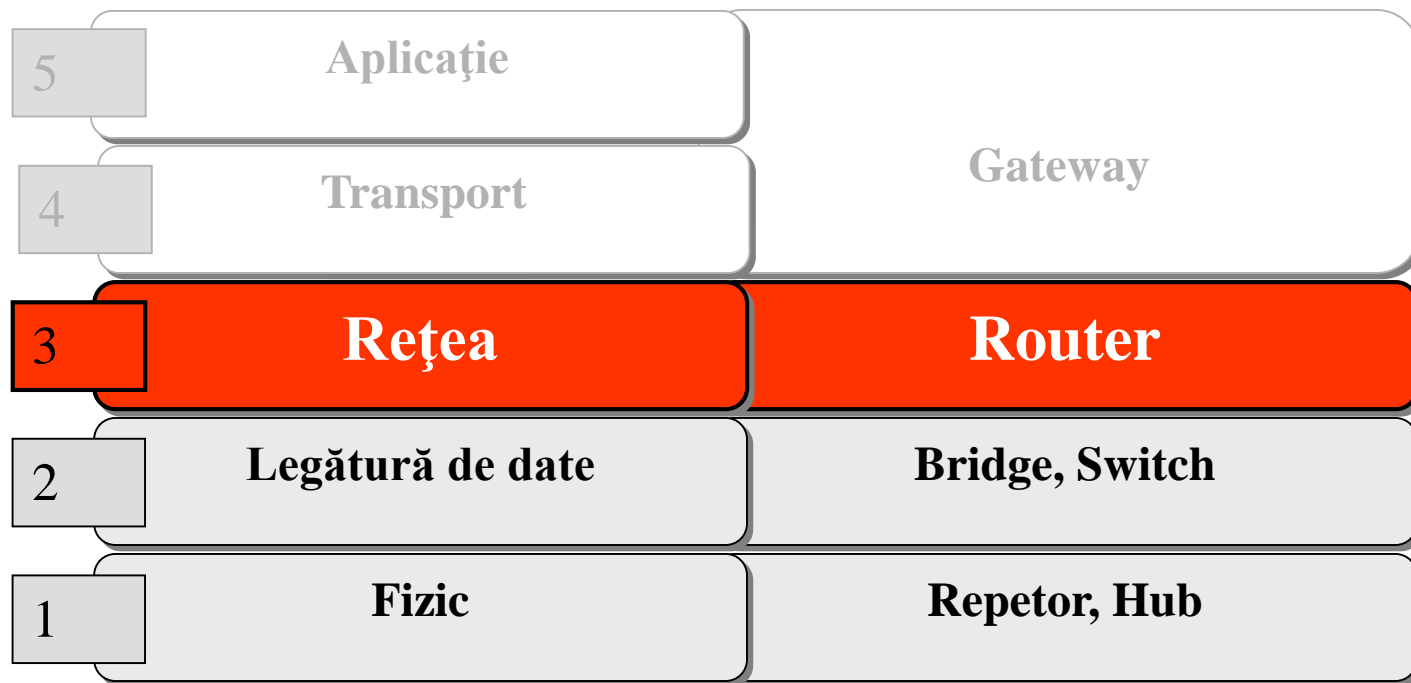 5 Aplicaţie
Gateway
4 Transport
3 Reţea Router
2 Legătură de date Bridge, Switch
1 Fizic Repetor, Hub